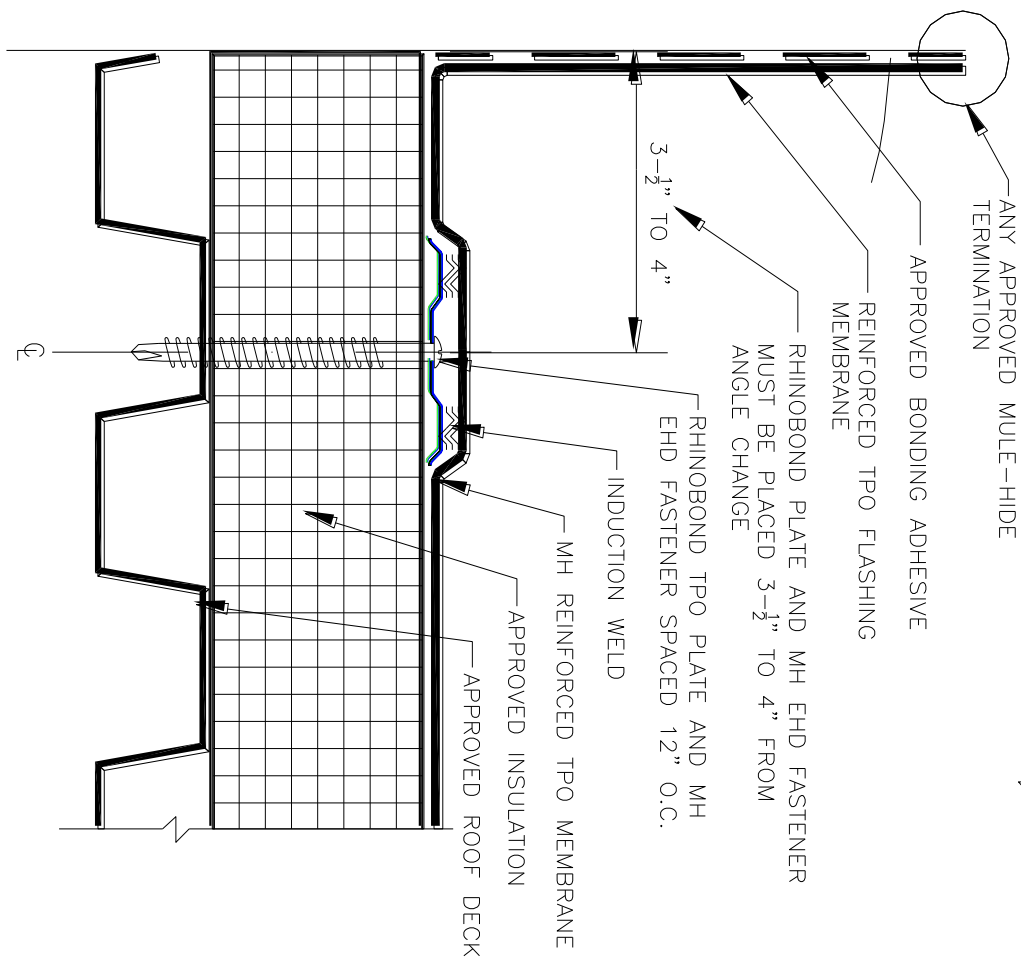 ANY APPROVED MULE-HIDE
TERMINATION
APPROVED BONDING ADHESIVE
REINFORCED TPO FLASHING
MEMBRANE
RHINOBOND PLATE AND MH EHD FASTENER
MUST BE PLACED 3-½" TO 4" FROM
ANGLE CHANGE
3-½" TO 4"
RHINOBOND TPO PLATE AND MH
EHD FASTENER SPACED 12" O.C.
INDUCTION WELD
MH REINFORCED TPO MEMBRANE
APPROVED INSULATION
APPROVED ROOF DECK
℄